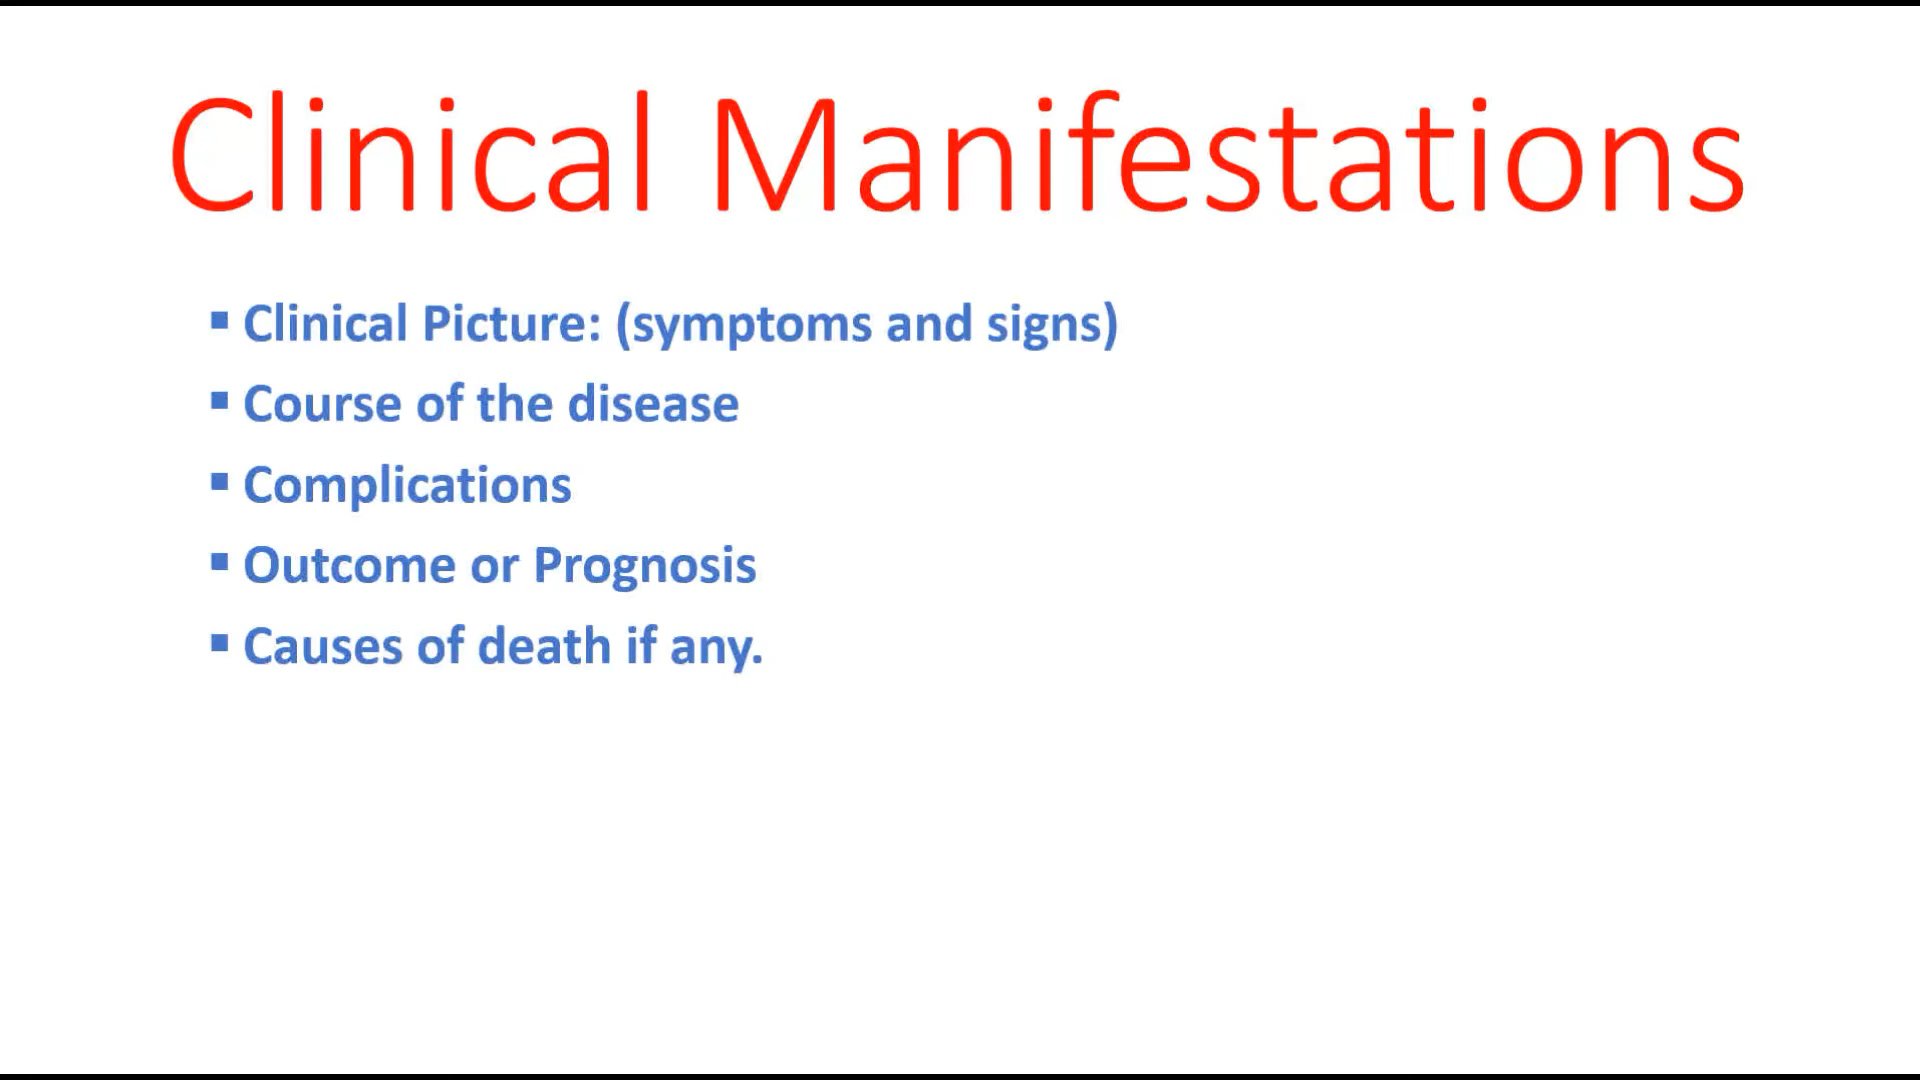 Clinical Manifestations
▪ Clinical Picture: (symptoms and signs)
▪ Course of the disease
▪ Complications
▪ Outcome or Prognosis
▪ Causes of death if any.